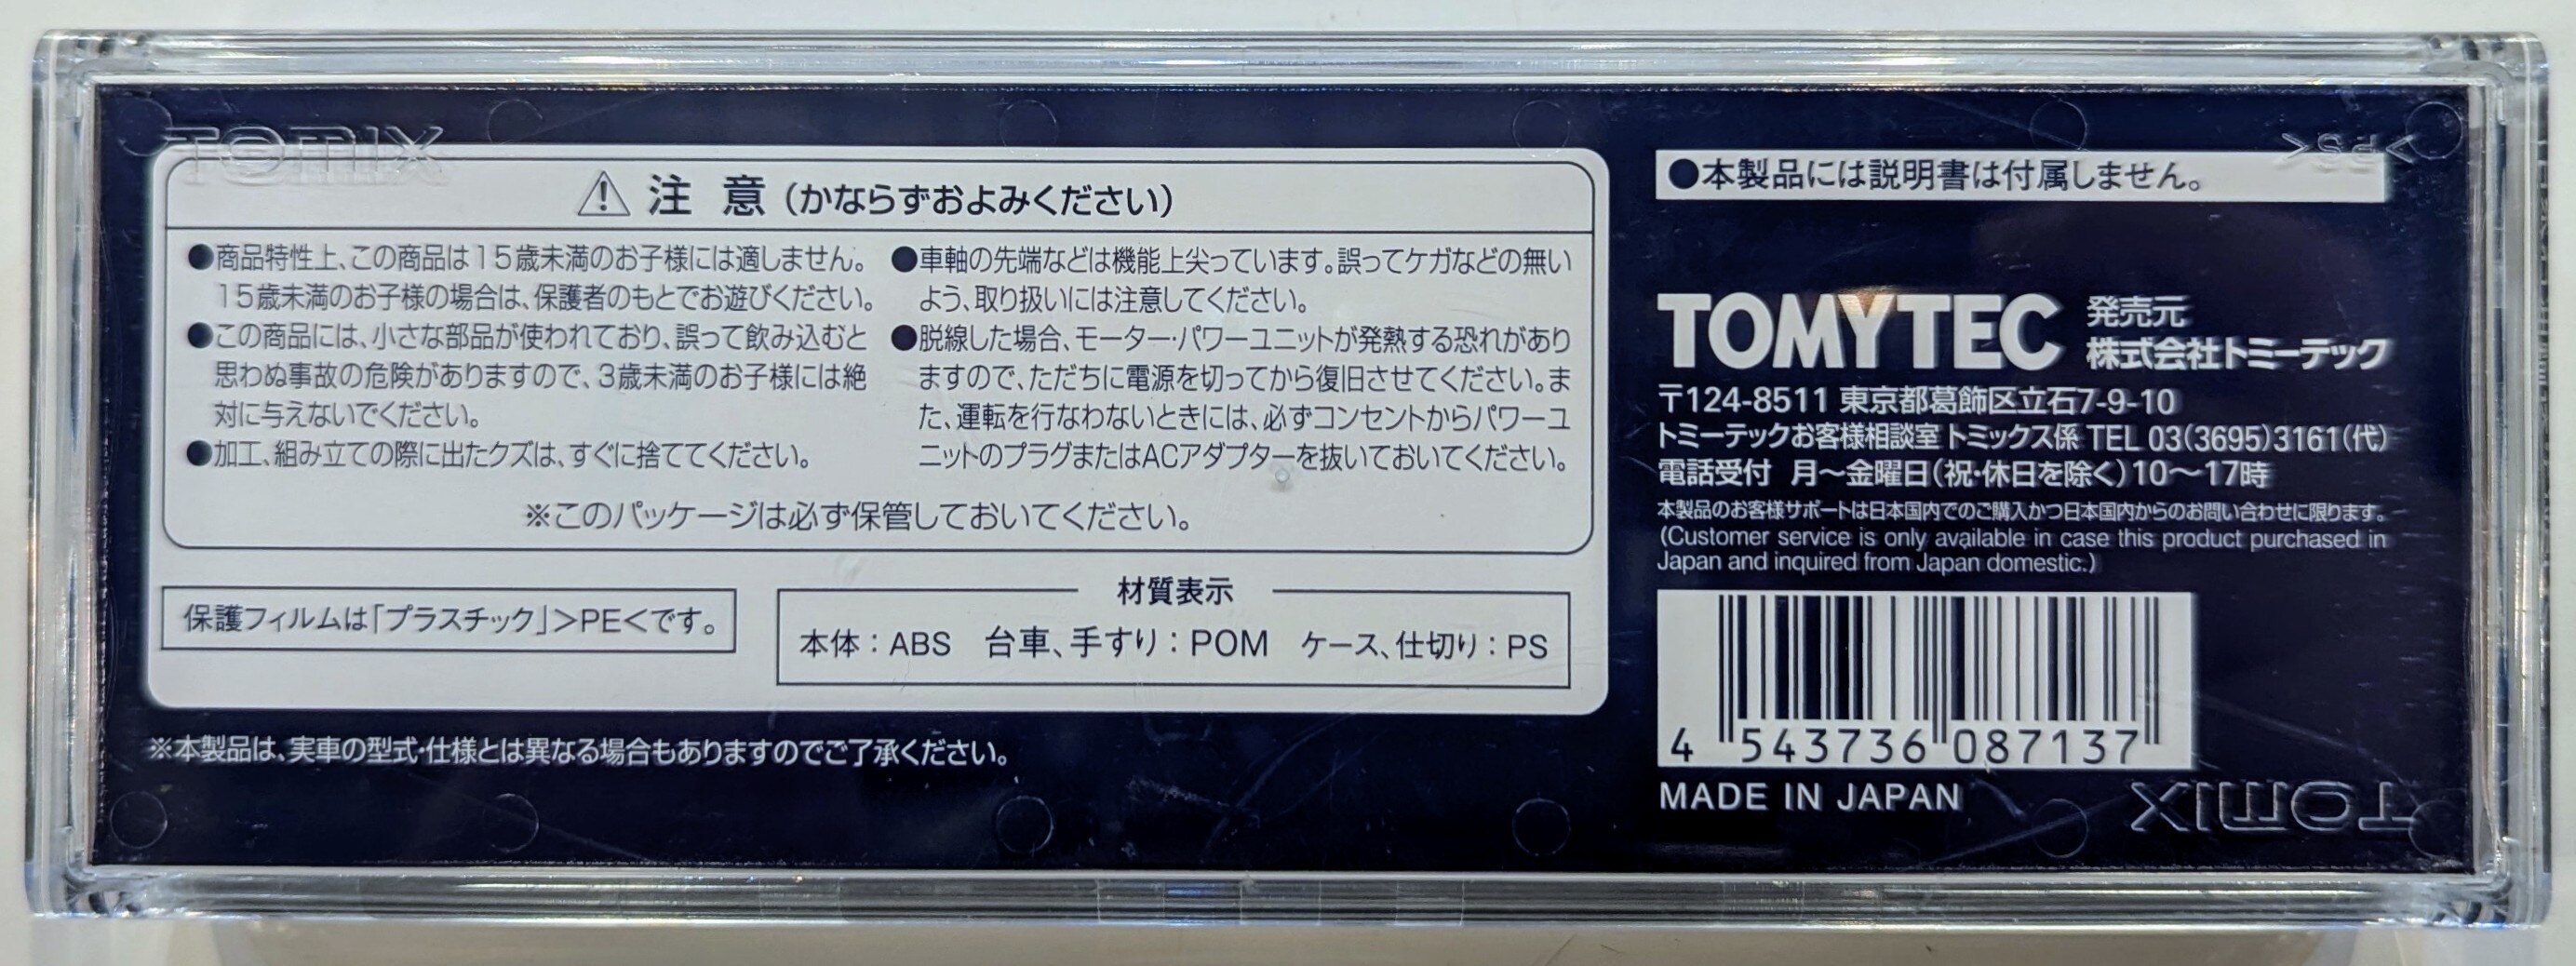 TOMIX
⚠ 注 意 (かならずおよみください)
●商品特性上、この商品は15歳未満のお子様には適しません。
15歳未満のお子様の場合は、保護者のもとでお遊びください。
●この商品には、小さな部品が使われており、誤って飲み込むと
思わぬ事故の危険がありますので、3歳未満のお子様には絶
対に与えないでください。
●加工、組み立ての際に出たクズは、すぐに捨ててください。
●車軸の先端などは機能上尖っています。誤ってケガなどの無い
よう、取り扱いには注意してください。
●脱線した場合、モーター・パワーユニットが発熱する恐れがあり
ますので、ただちに電源を切ってから復旧させてください。ま
た、運転を行なわないときには、必ずコンセントからパワーユ
ニットのプラグまたはACアダプターを抜いておいてください。
※このパッケージは必ず保管しておいてください。
保護フィルムは「プラスチック」>PE<です。
材質表示
本体：ABS 台車、手すり：POM ケース、仕切り：PS
※本製品は、実車の型式・仕様とは異なる場合もありますのでご了承ください。
>PS<
●本製品には説明書は付属しません。
TOMYTEC 発売元
株式会社トミーテック
〒124-8511 東京都葛飾区立石7-9-10
トミーテックお客様相談室 トミックス係 TEL 03(3695)3161(代)
電話受付 月〜金曜日(祝・休日を除く)10〜17時
本製品のお客様サポートは日本国内でのご購入かつ日本国内からのお問い合わせに限ります。
(Customer service is only available in case this product purchased in
Japan and inquired from Japan domestic.)
4 543736 087137
MADE IN JAPAN
TOMIX